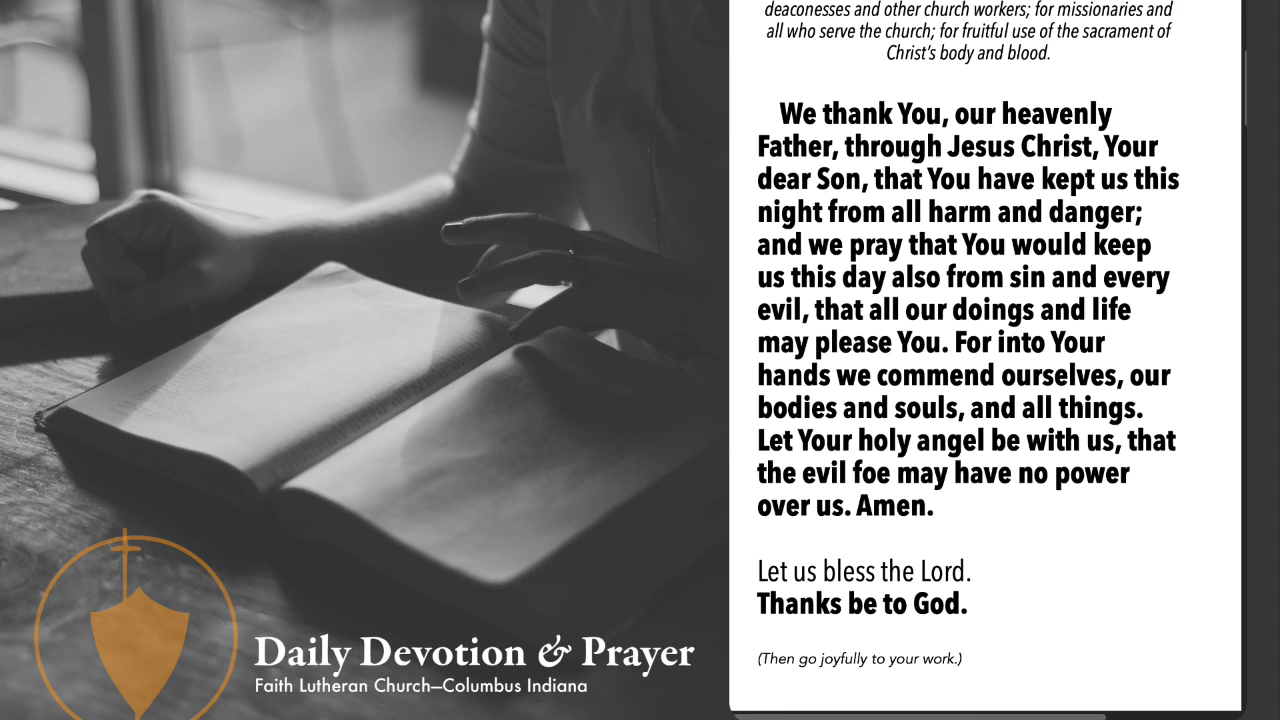 deaconesses and other church workers; for missionaries and
all who serve the church; for fruitful use of the sacrament of
Christ's body and blood.
We thank You, our heavenly
Father, through Jesus Christ, Your
dear Son, that You have kept us this
night from all harm and danger;
and we pray that You would keep
us this day also from sin and every
evil, that all our doings and life
may please You. For into Your
hands we commend ourselves, our
bodies and souls, and all things.
Let Your holy angel be with us, that
the evil foe may have no power
over us. Amen.
Let us bless the Lord.
Thanks be to God.
(Then go joyfully to your work.)
Daily Devotion & Prayer
Faith Lutheran Church—Columbus Indiana